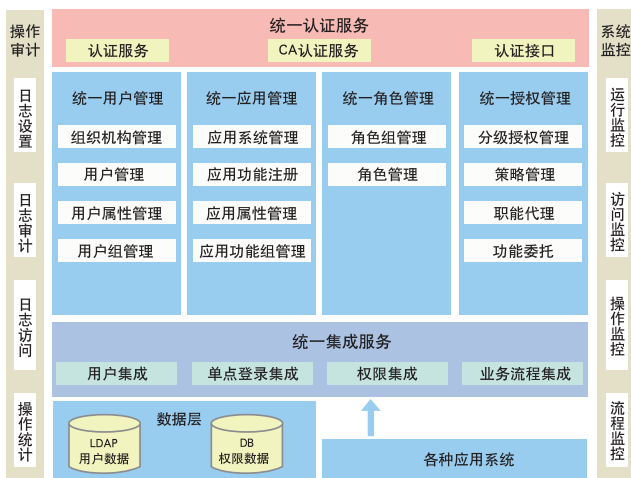 操作
审计
日志设置
日志审计
日志访问
操作统计
统一认证服务
认证服务
CA认证服务
认证接口
统一用户管理
组织机构管理
用户管理
用户属性管理
用户组管理
统一应用管理
应用系统管理
应用功能注册
应用属性管理
应用功能组管理
统一角色管理
角色组管理
角色管理
统一授权管理
分级授权管理
策略管理
职能代理
功能委托
统一集成服务
用户集成
单点登录集成
权限集成
业务流程集成
数据层
LDAP
用户数据
DB
权限数据
各种应用系统
系统
监控
运行监控
访问监控
操作监控
流程监控